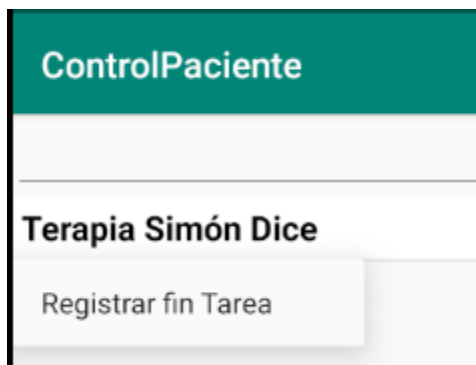 ControlPaciente
Terapia Simón Dice
Registrar fin Tarea